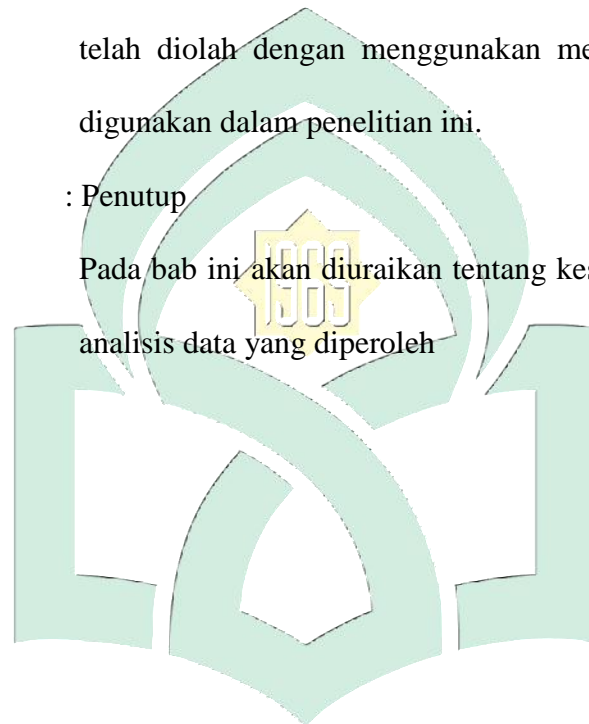 telah diolah dengan menggunakan me
digunakan dalam penelitian ini.
: Penutup
1969
Pada bab ini akan diuraikan tentang kes
analisis data yang diperoleh